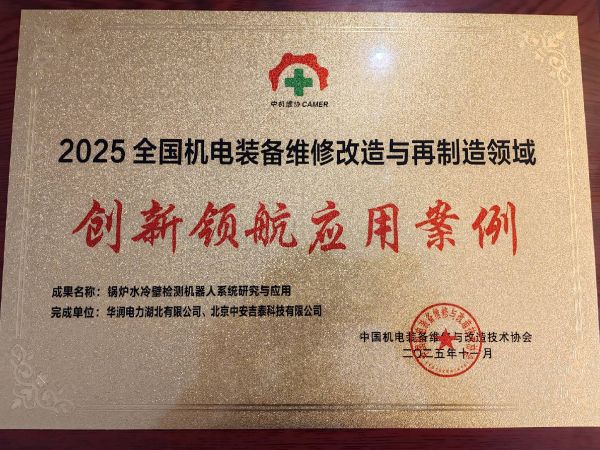 中机维协 CAMER
2025 全国机电装备维修改造与再制造领域
创新领航应用案例
成果名称：锅炉水冷壁检测机器人系统研究与应用
完成单位：华润电力湖北有限公司、北京中安吉泰科技有限公司
中国机电装备维修与改造技术协会
二〇二五年十一月